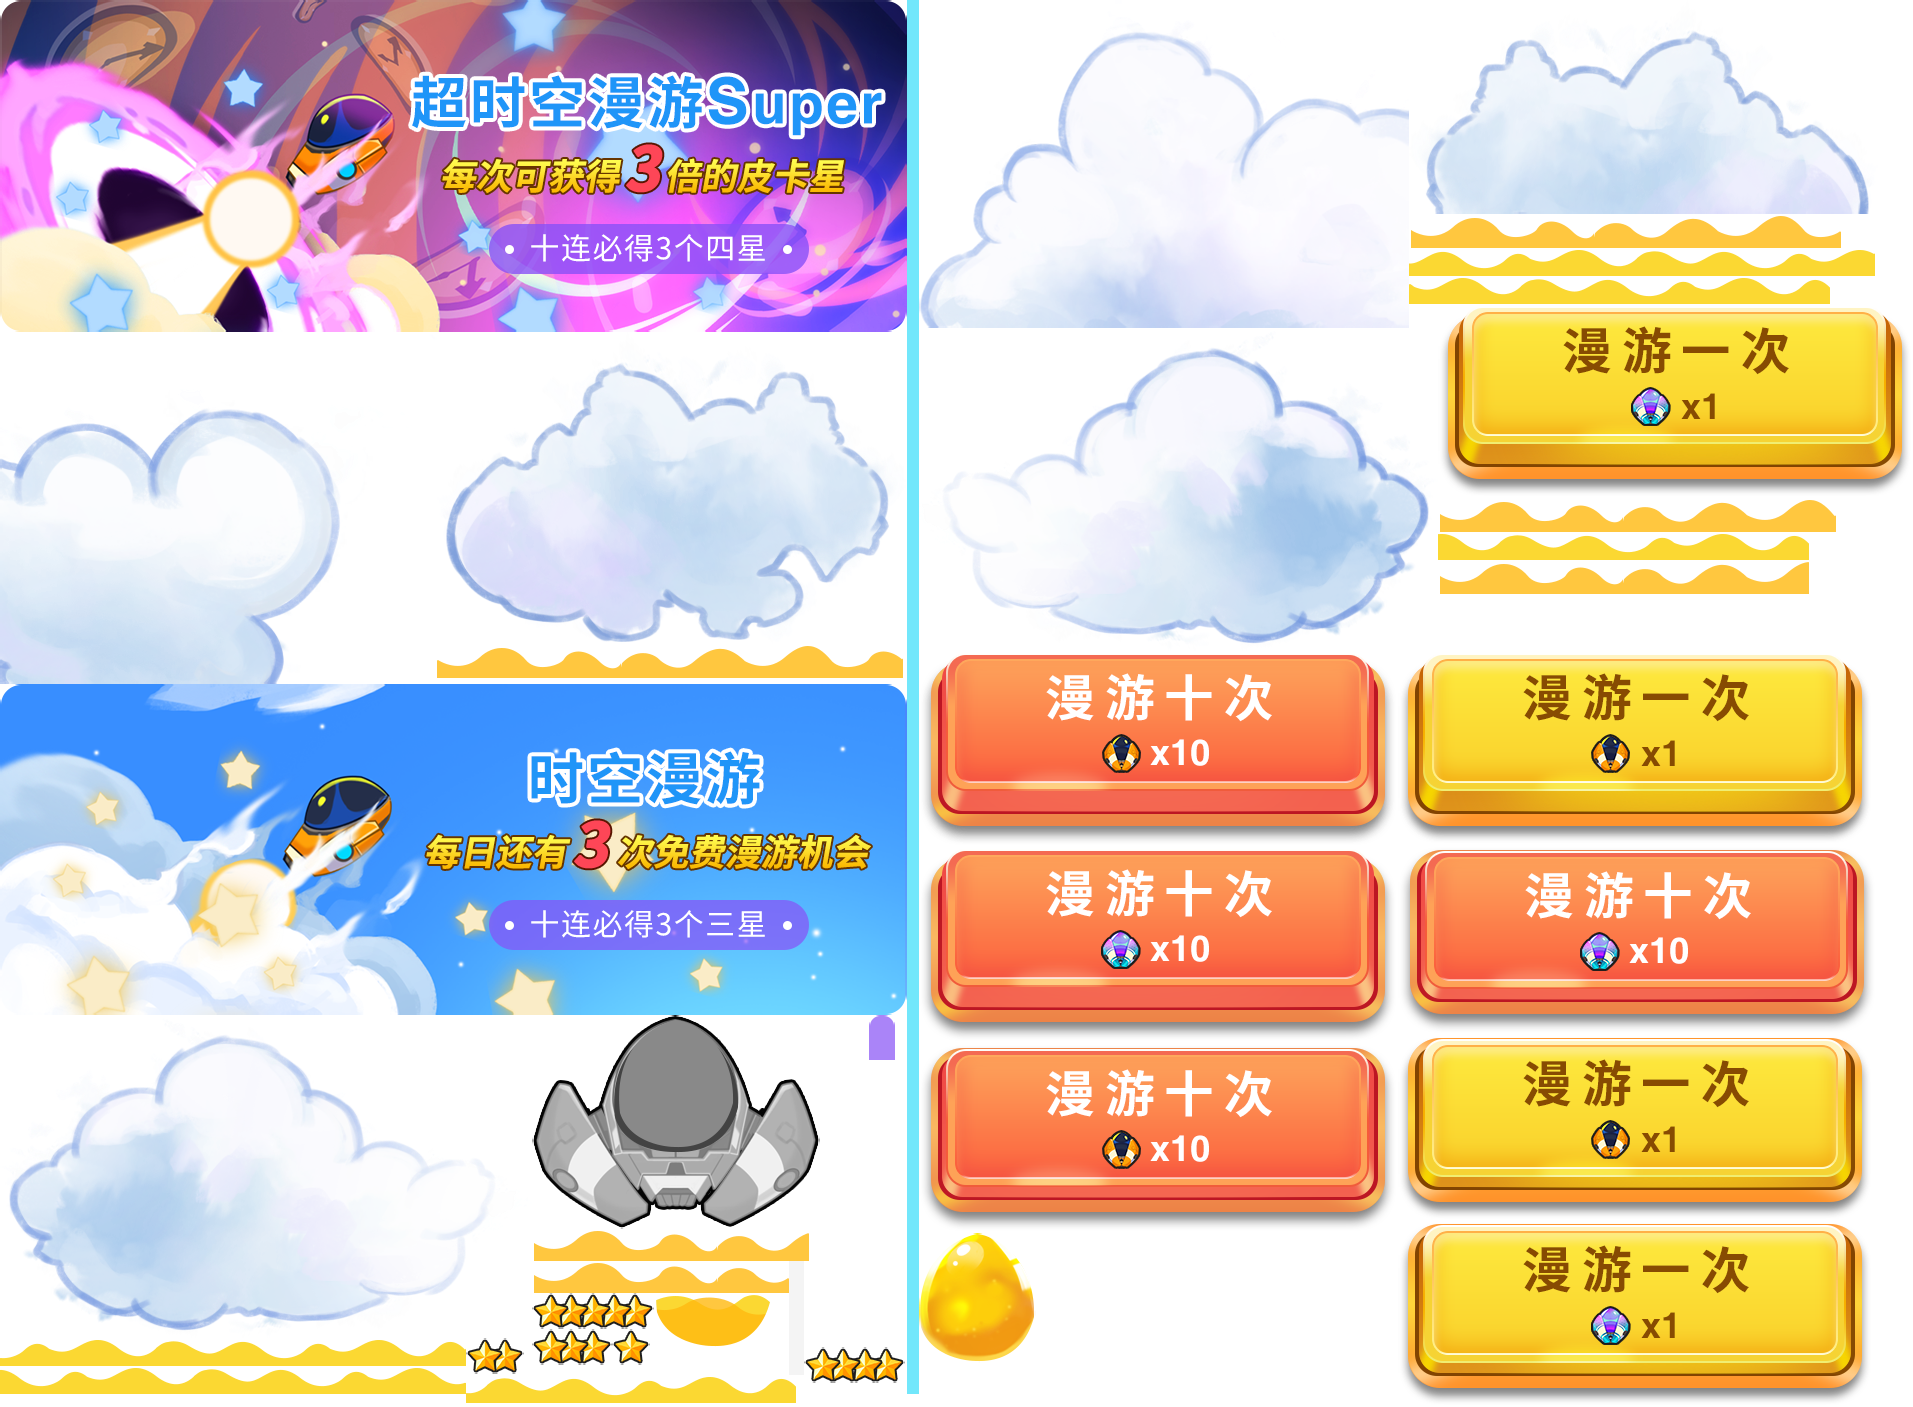 超时空漫游Super
每次可获得3倍的皮卡星
• 十连必得3个四星 •
漫游一次
x1
时空漫游
每日还有3次免费漫游机会
• 十连必得3个三星 •
漫游十次
x10
漫游一次
x1
漫游十次
x10
漫游十次
x10
漫游十次
x10
漫游一次
x1
漫游一次
x1